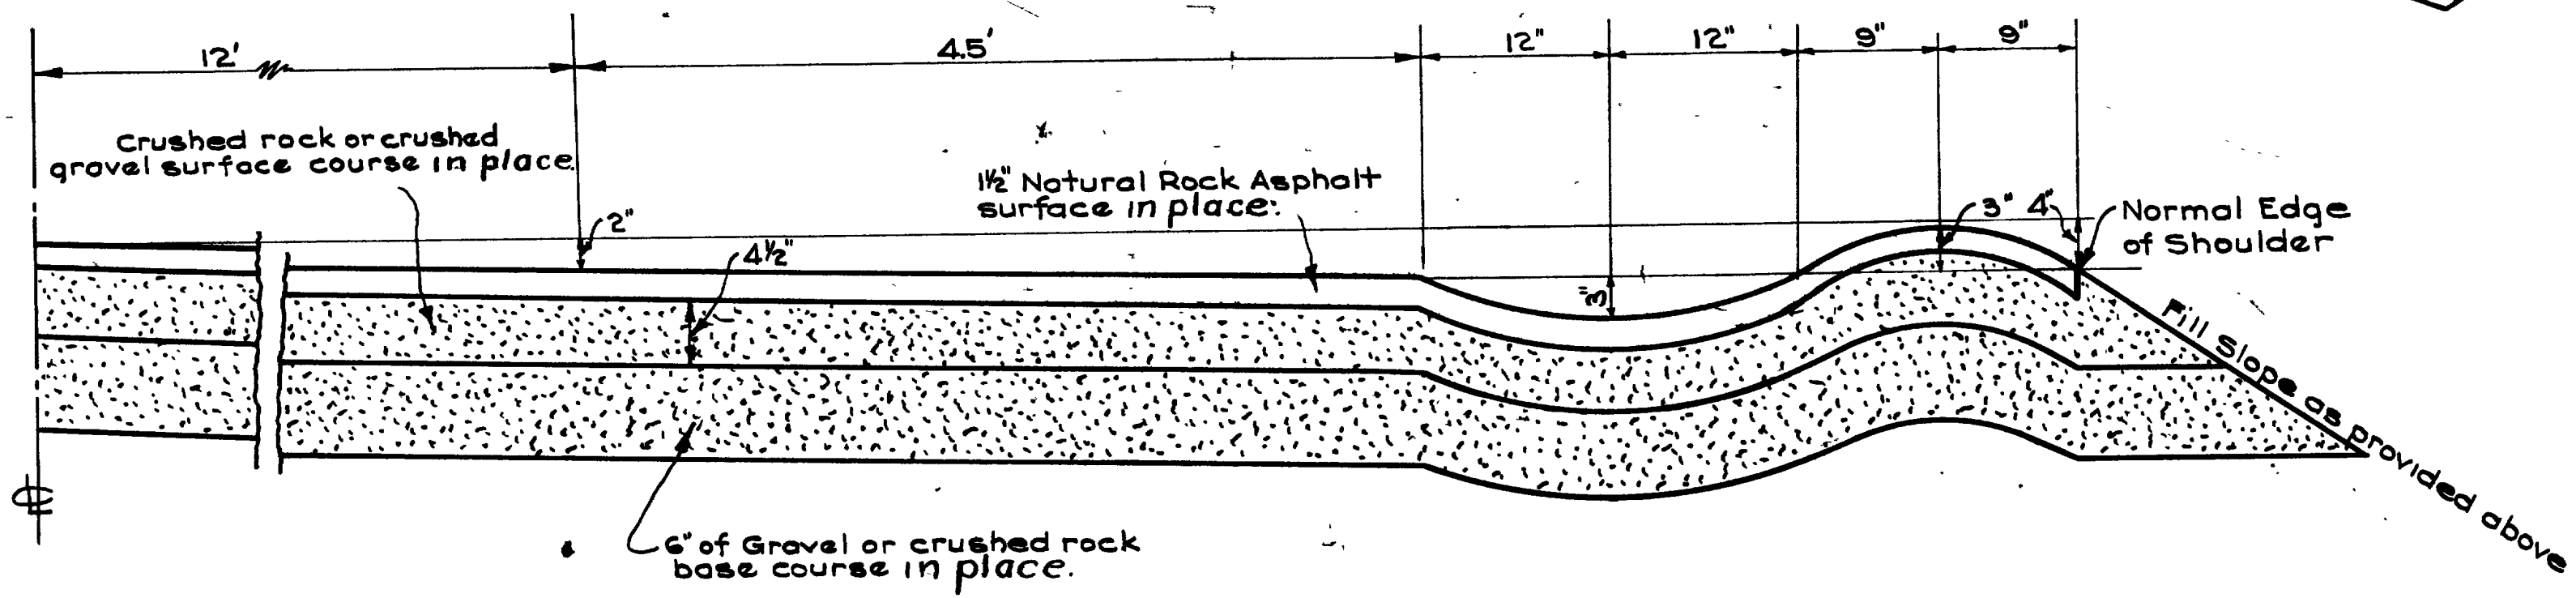 12' 4.5' 12" 12" 9" 9"
Crushed rock or crushed
gravel surface course in place.
1½" Natural Rock Asphalt
surface in place.
2"
4½"
3"
3" 4"
Normal Edge
of Shoulder
Fill Slope as provided above
℄
6" of Gravel or crushed rock
base course in place.